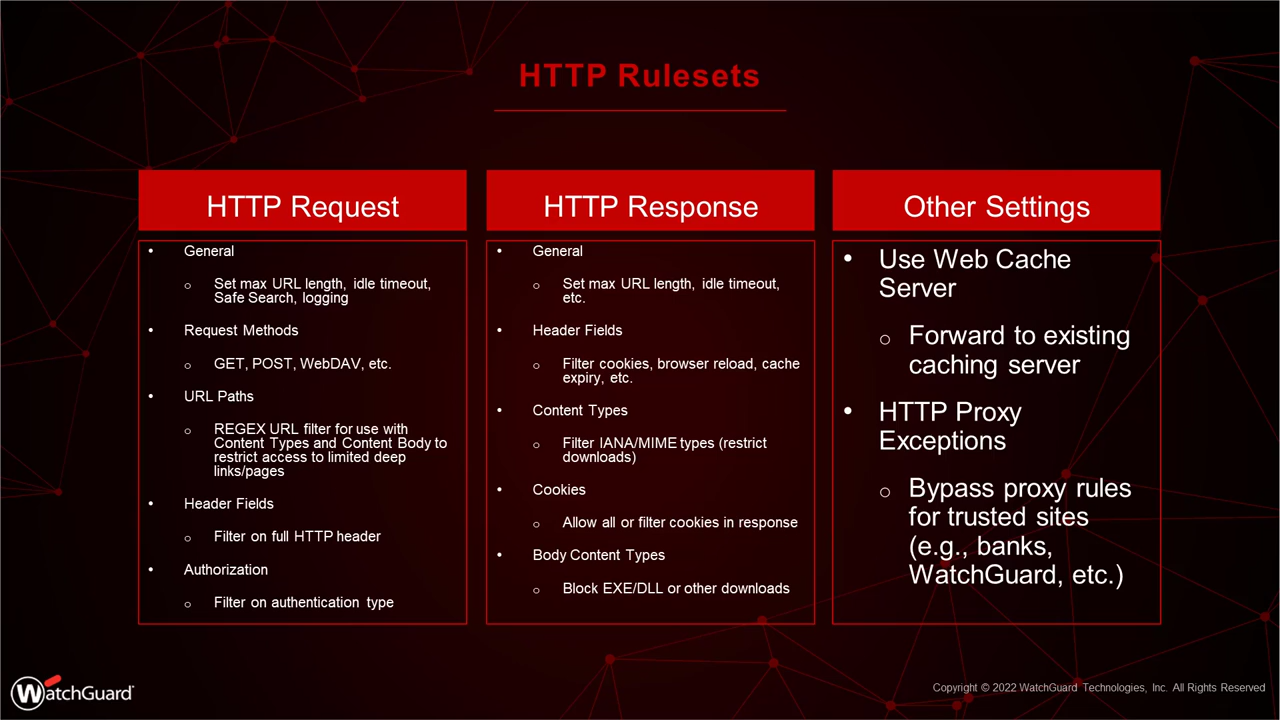 HTTP Rulesets
HTTP Request
• General
o Set max URL length, idle timeout,
Safe Search, logging
• Request Methods
o GET, POST, WebDAV, etc.
• URL Paths
o REGEX URL filter for use with
Content Types and Content Body to
restrict access to limited deep
links/pages
• Header Fields
o Filter on full HTTP header
• Authorization
o Filter on authentication type
HTTP Response
• General
o Set max URL length, idle timeout,
etc.
• Header Fields
o Filter cookies, browser reload, cache
expiry, etc.
• Content Types
o Filter IANA/MIME types (restrict
downloads)
• Cookies
o Allow all or filter cookies in response
• Body Content Types
o Block EXE/DLL or other downloads
Other Settings
• Use Web Cache
Server
o Forward to existing
caching server
• HTTP Proxy
Exceptions
o Bypass proxy rules
for trusted sites
(e.g., banks,
WatchGuard, etc.)
WatchGuard
Copyright © 2022 WatchGuard Technologies, Inc. All Rights Reserved